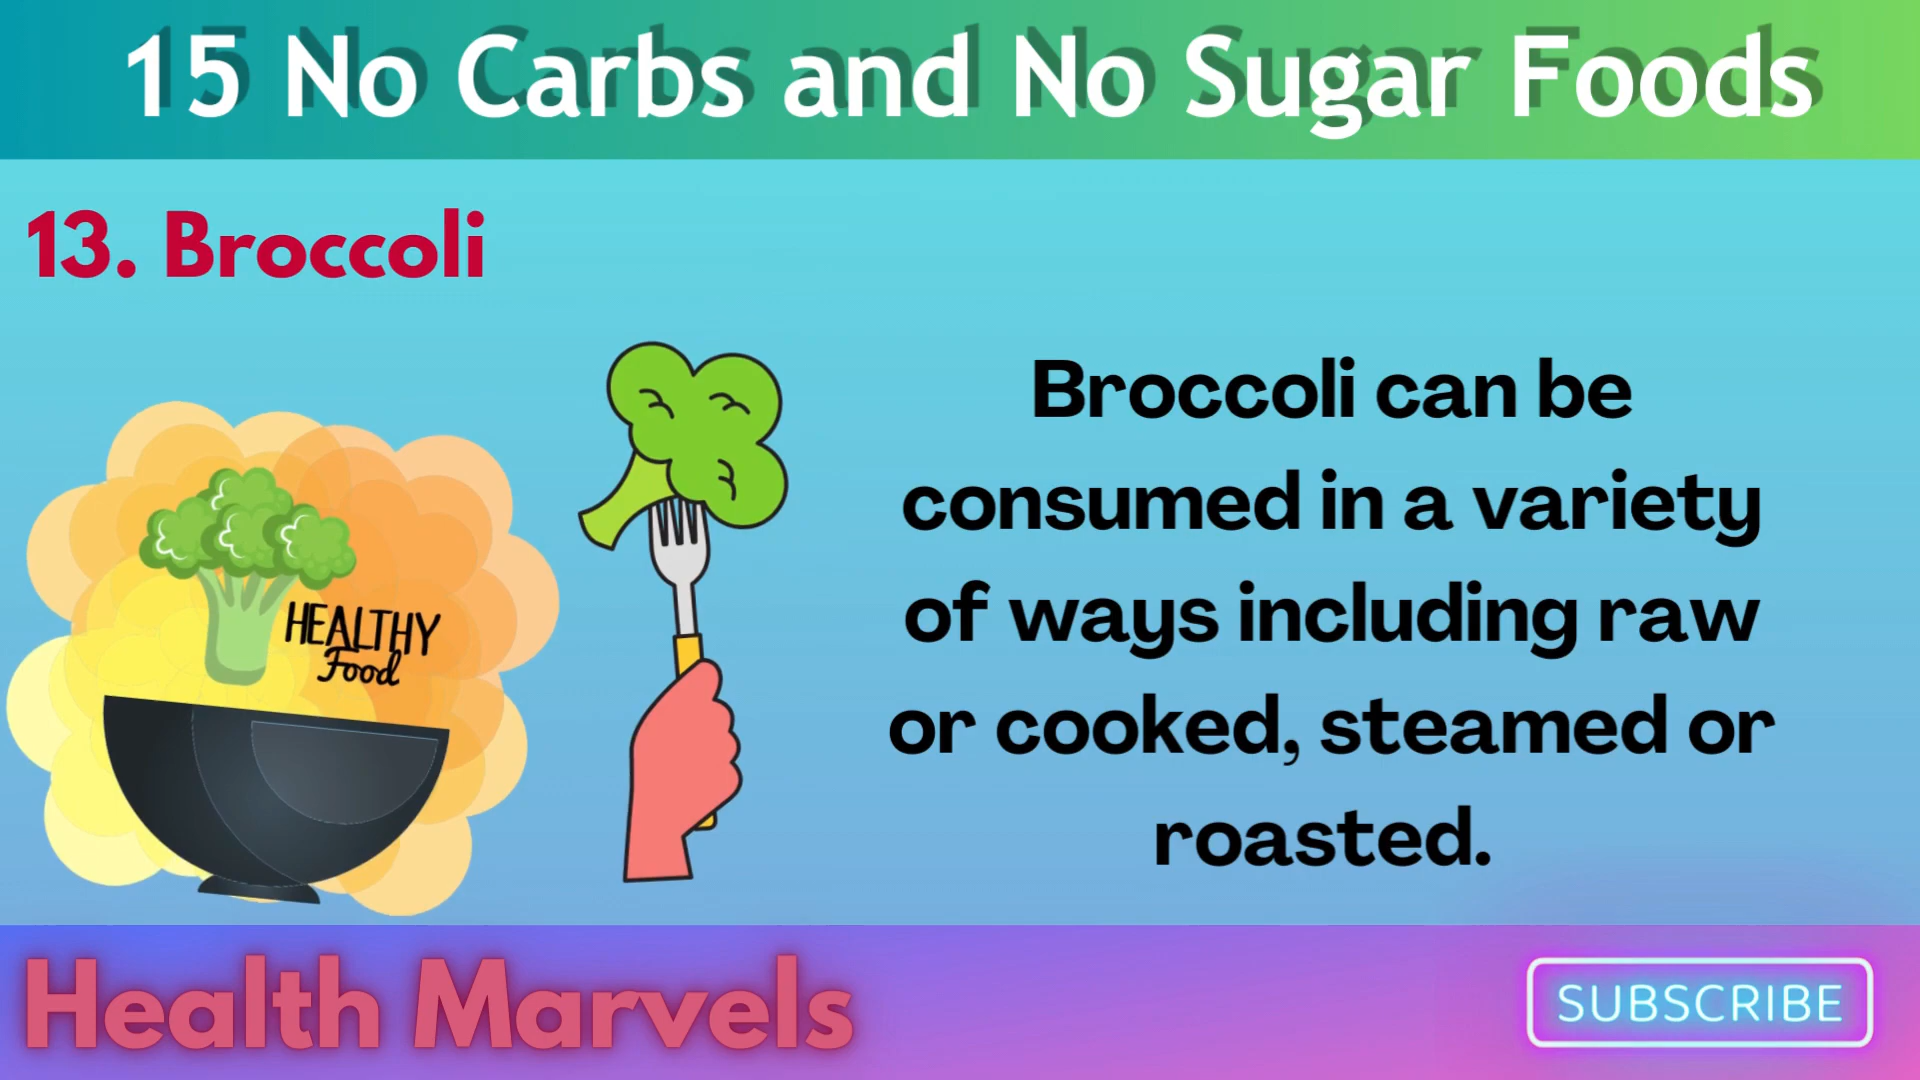 15 No Carbs and No Sugar Foods
13. Broccoli
HEALTHY
Food
Broccoli can be
consumed in a variety
of ways including raw
or cooked, steamed or
roasted.
Health Marvels
SUBSCRIBE